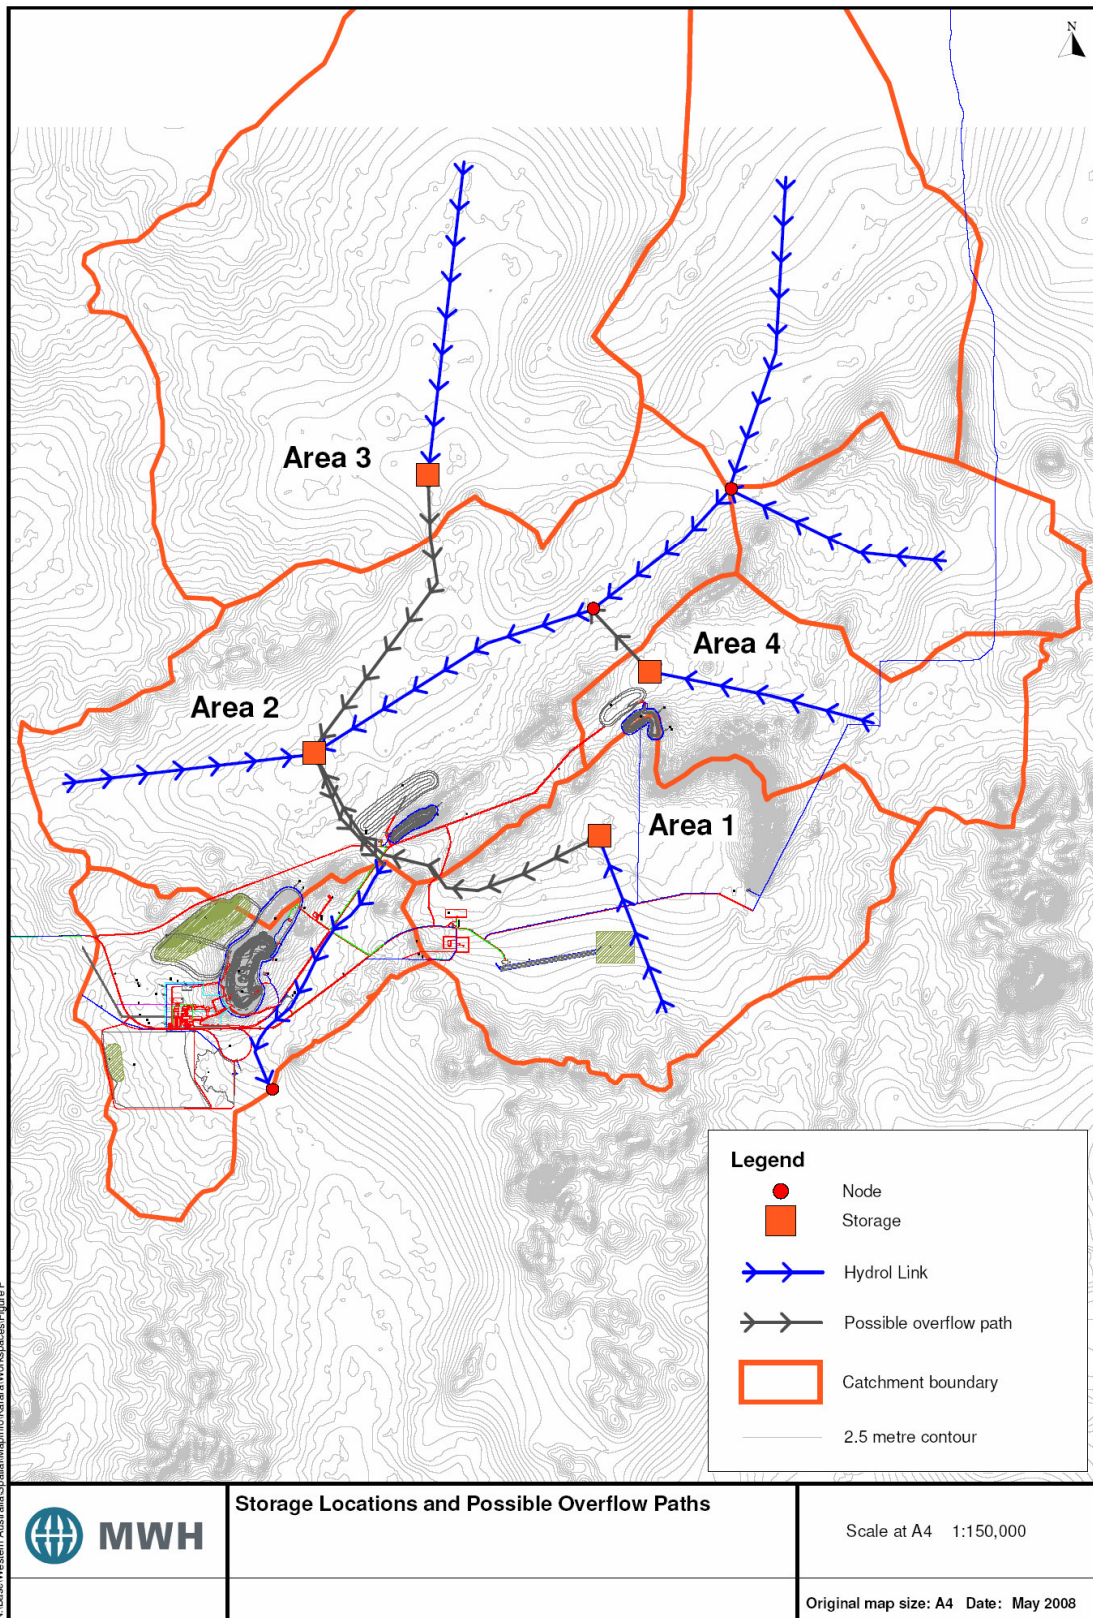 N
Area 3
Area 4
Area 2
Area 1
Legend
Node
Storage
Hydrol Link
Possible overflow path
Catchment boundary
2.5 metre contour
MWH
Storage Locations and Possible Overflow Paths
Scale at A4 1:150,000
Original map size: A4 Date: May 2008